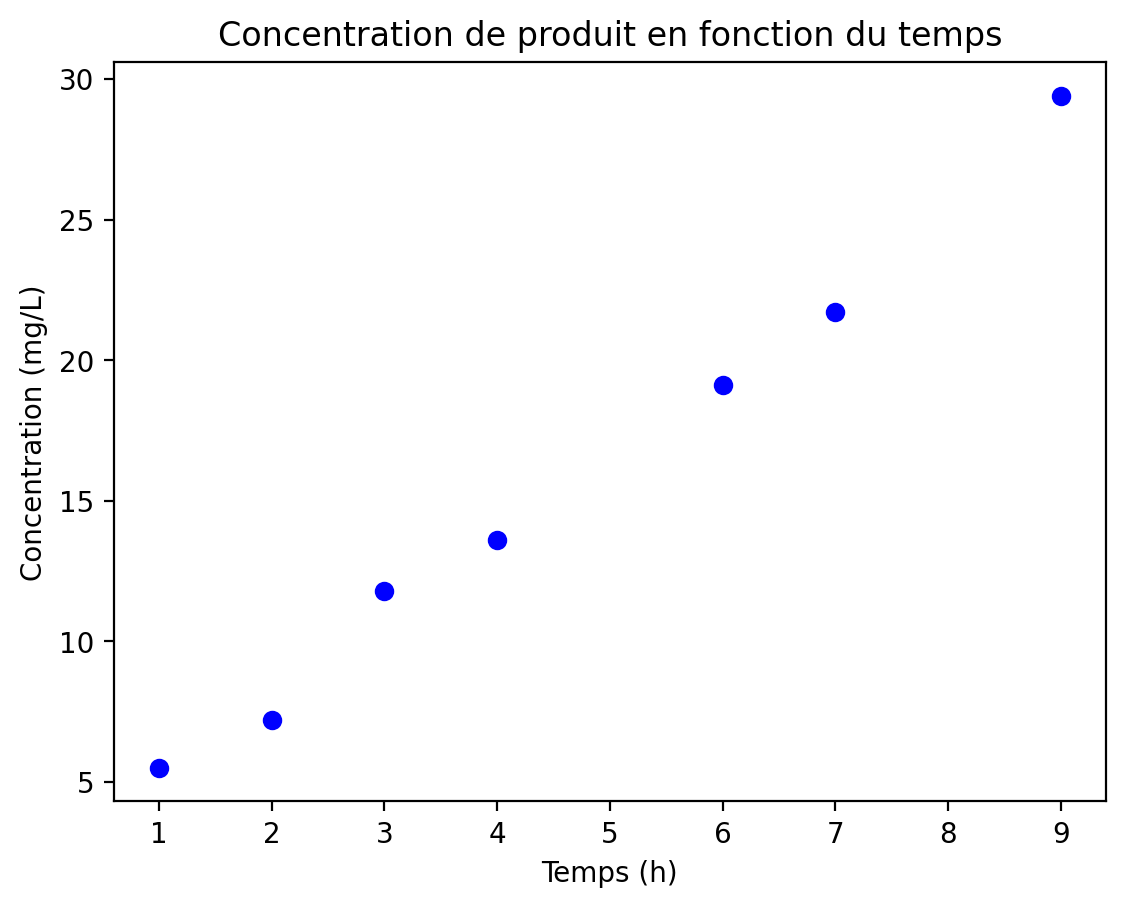 Concentration de produit en fonction du temps
30
25
20
15
10
5
Concentration (mg/L)
1 2 3 4 5 6 7 8 9
Temps (h)